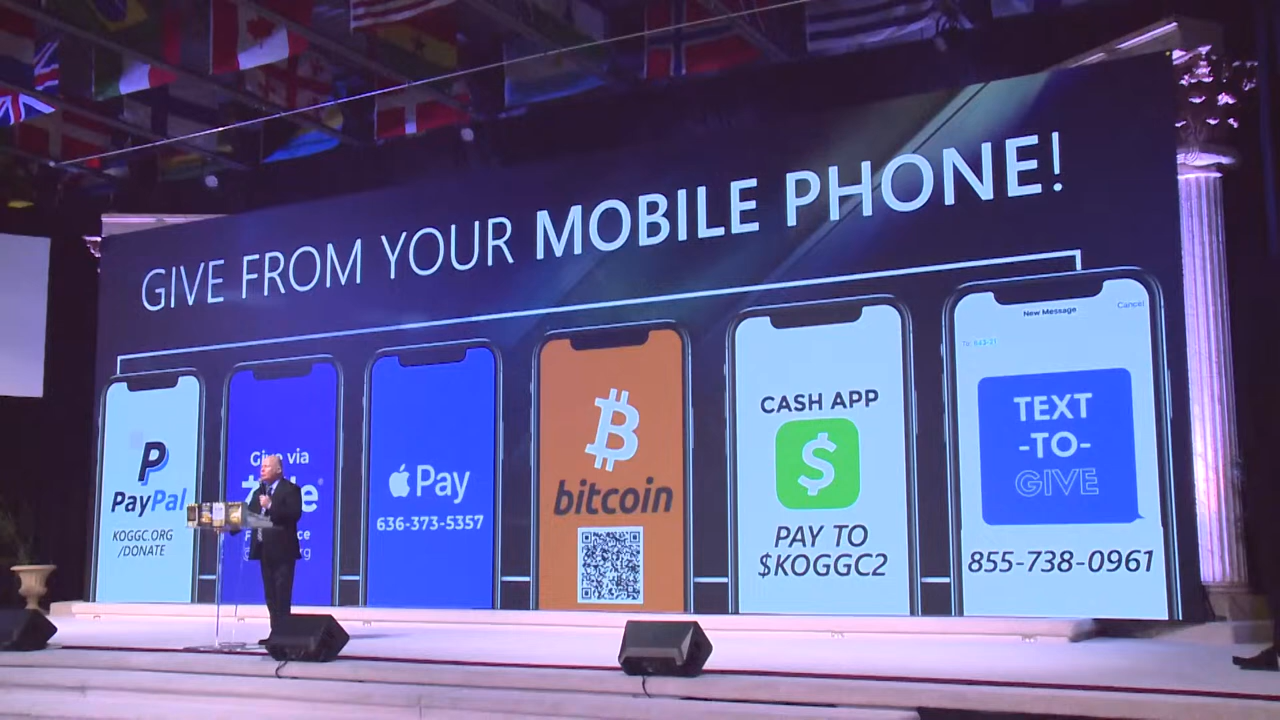 GIVE FROM YOUR MOBILE PHONE!
PayPal
KOGGC.ORG
/DONATE
Give via
Pay
636-373-5357
bitcoin
CASH APP
PAY TO
$KOGGC2
New Message
Cancel
TEXT
-TO-
GIVE
855-738-0961